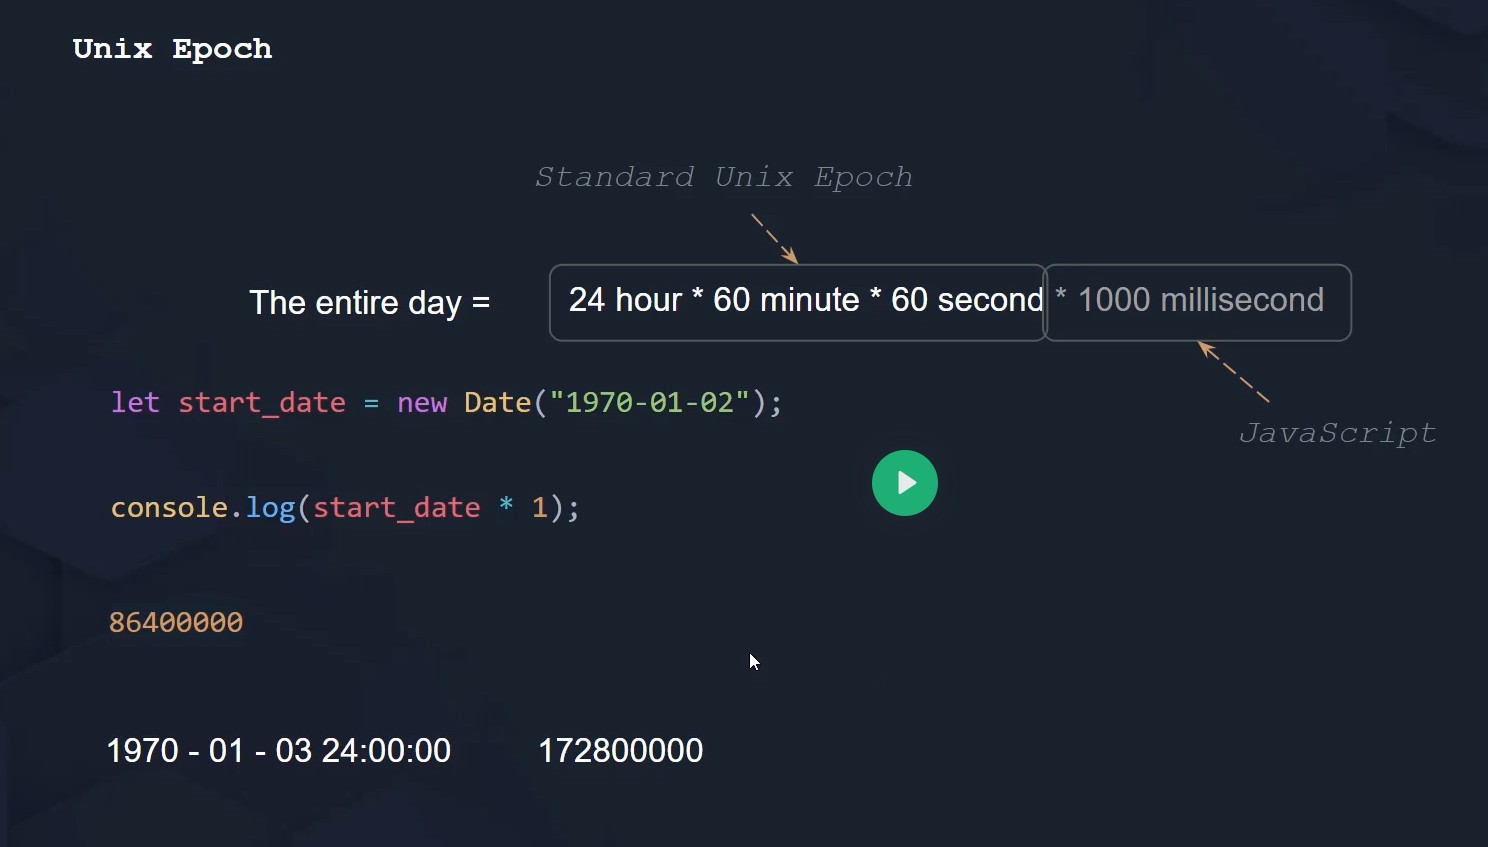 Unix Epoch
Standard Unix Epoch
The entire day = 24 hour * 60 minute * 60 second * 1000 millisecond
let start_date = new Date("1970-01-02");
JavaScript
console.log(start_date * 1);
86400000
1970 - 01 - 03 24:00:00 172800000